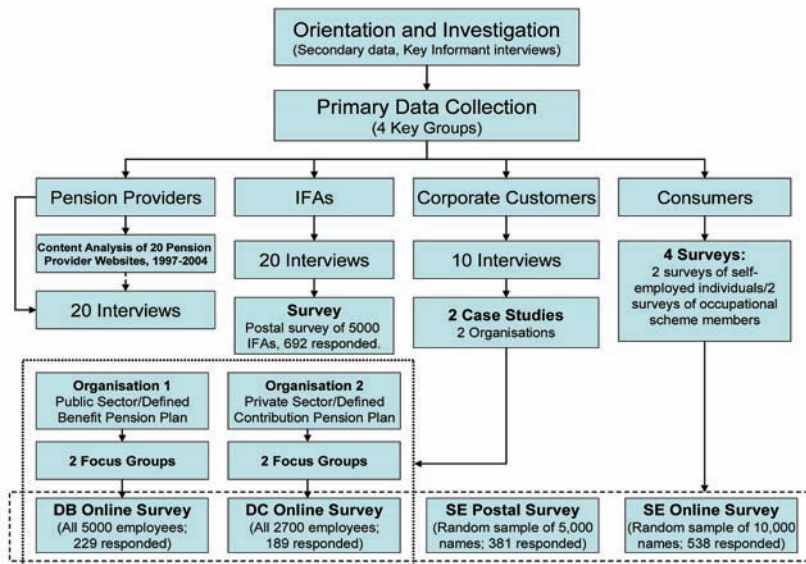 Orientation and Investigation
(Secondary data, Key Informant interviews)
Primary Data Collection
(4 Key Groups)
Pension Providers
IFAs
Corporate Customers
Consumers
Content Analysis of 20 Pension
Provider Websites, 1997-2004
20 Interviews
20 Interviews
Survey
Postal survey of 5000
IFAs, 692 responded.
10 Interviews
2 Case Studies
2 Organisations
4 Surveys:
2 surveys of self-
employed individuals/2
surveys of occupational
scheme members
Organisation 1
Public Sector/Defined
Benefit Pension Plan
Organisation 2
Private Sector/Defined
Contribution Pension Plan
2 Focus Groups
2 Focus Groups
DB Online Survey
(All 5000 employees;
229 responded)
DC Online Survey
(All 2700 employees;
189 responded)
SE Postal Survey
(Random sample of 5,000
names; 381 responded)
SE Online Survey
(Random sample of 10,000
names; 538 responded)